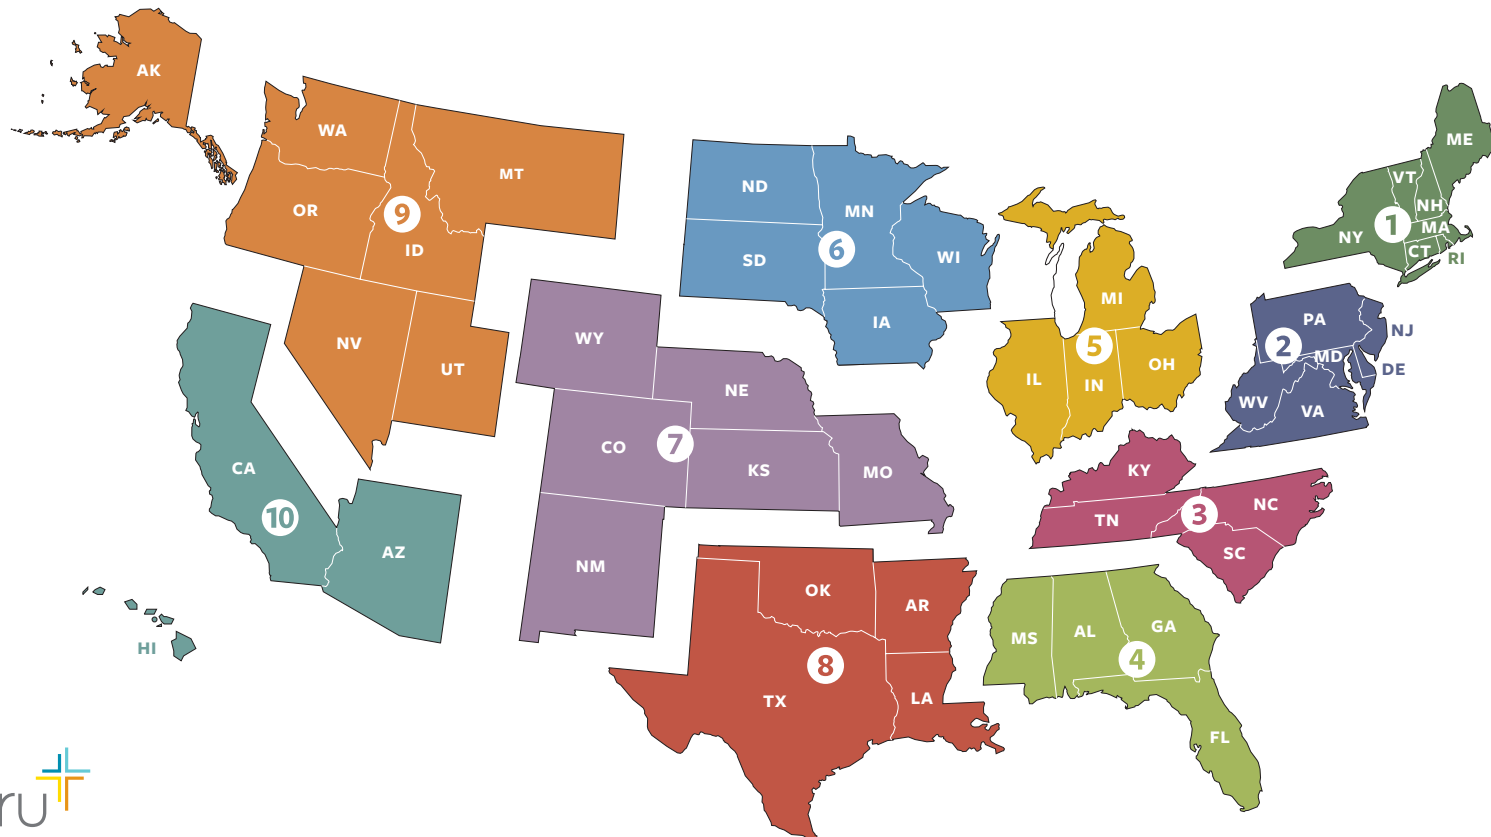 AK
WA
MT
OR
9
ID
NV
UT
ND
MN
SD
6
WI
IA
MI
5
IL
IN
OH
ME
VT
NH
NY
1
MA
CT
RI
PA
NJ
2
MD
DE
WV
VA
WY
NE
CO
7
KS
MO
NM
CA
10
AZ
HI
KY
TN
3
NC
SC
OK
AR
8
TX
LA
MS
AL
GA
4
FL
ru